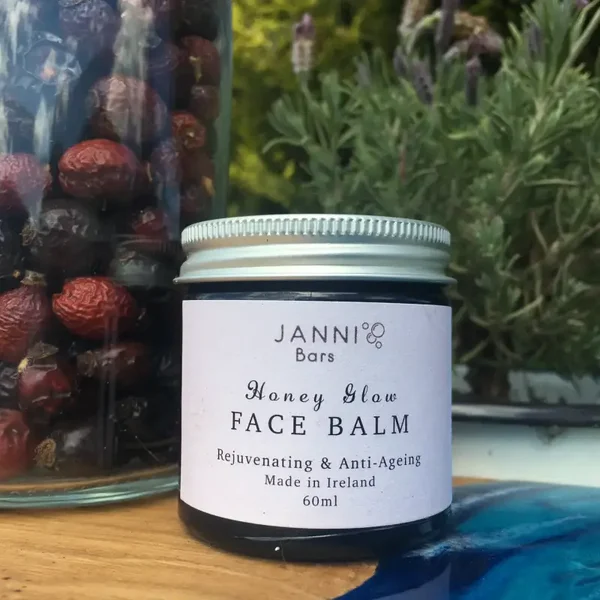 JANNI
Bars
Honey Glow
FACE BALM
Rejuvenating & Anti-Ageing
Made in Ireland
60ml